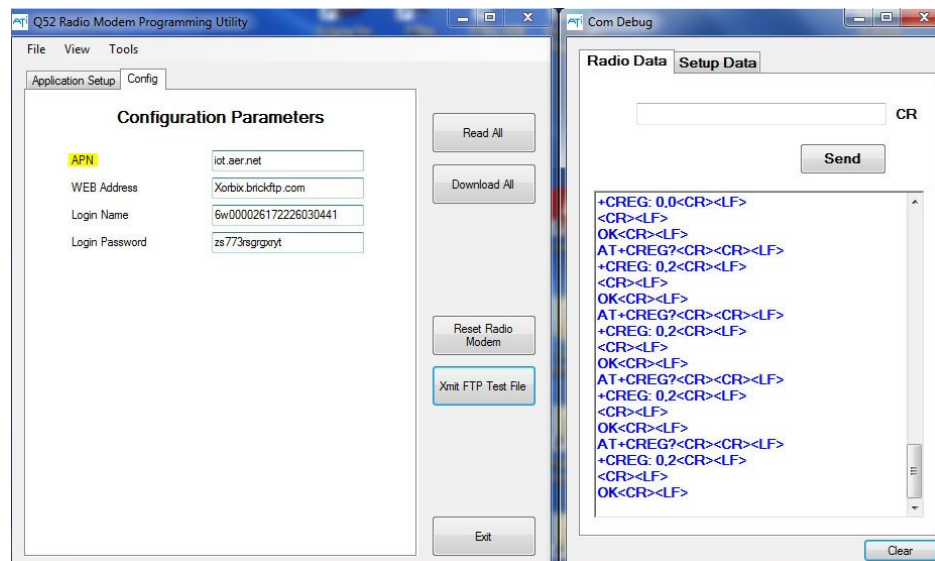 ATi Q52 Radio Modem Programming Utility
File View Tools
Application Setup Config
Configuration Parameters
APN iot.aer.net
WEB Address Xorbix.brickftp.com
Login Name 6w000026172226030441
Login Password zs773rsgrgxryt
Read All
Download All
Reset Radio
Modem
Xmit FTP Test File
Exit
ATi Com Debug
Radio Data Setup Data
CR
Send
+CREG: 0,0<CR><LF>
<CR><LF>
OK<CR><LF>
AT+CREG?<CR><CR><LF>
+CREG: 0,2<CR><LF>
<CR><LF>
OK<CR><LF>
AT+CREG?<CR><CR><LF>
+CREG: 0,2<CR><LF>
<CR><LF>
OK<CR><LF>
AT+CREG?<CR><CR><LF>
+CREG: 0,2<CR><LF>
<CR><LF>
OK<CR><LF>
AT+CREG?<CR><CR><LF>
+CREG: 0,2<CR><LF>
<CR><LF>
OK<CR><LF>
Clear